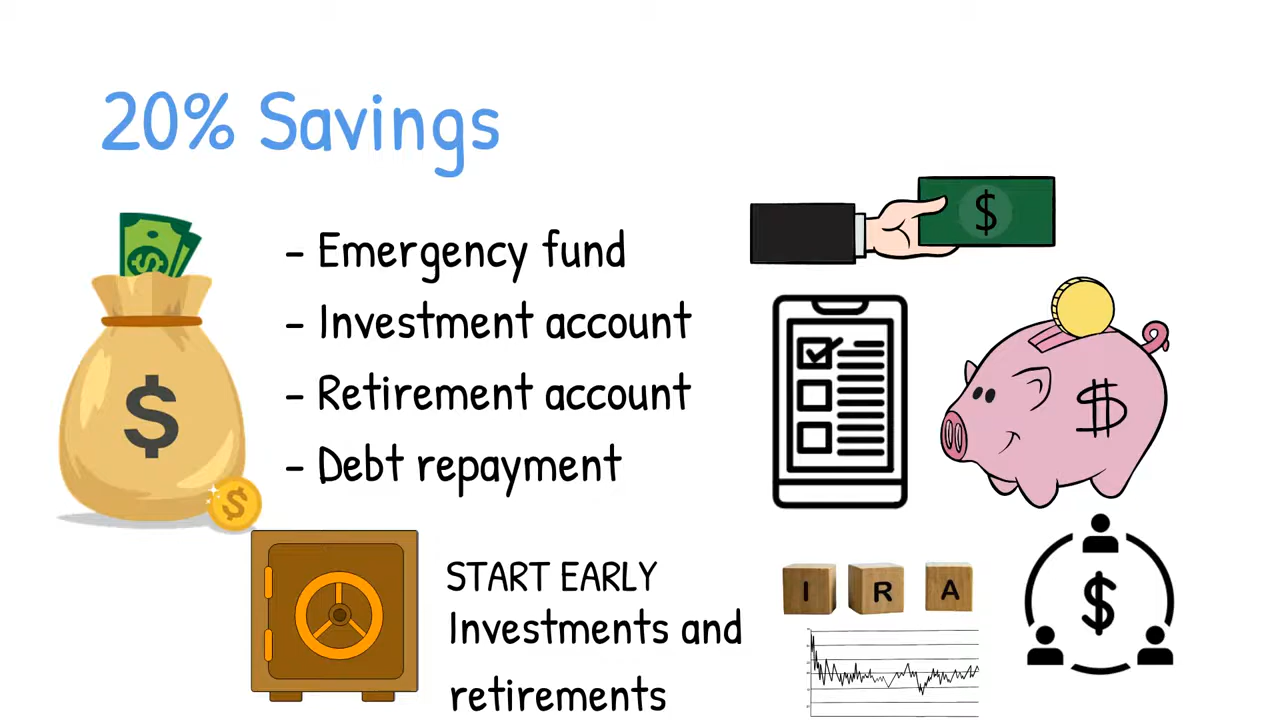 20% Savings
- Emergency fund
- Investment account
- Retirement account
- Debt repayment
$
$
$
$
$
START EARLY
Investments and
retirements
I R A
$